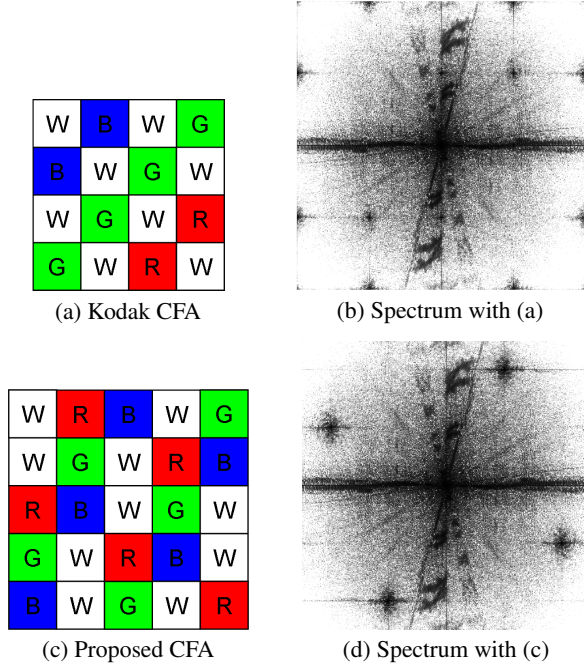 W B W G
B W G W
W G W R
G W R W
(a) Kodak CFA
(b) Spectrum with (a)
W R B W G
W G W R B
R B W G W
G W R B W
B W G W R
(c) Proposed CFA
(d) Spectrum with (c)